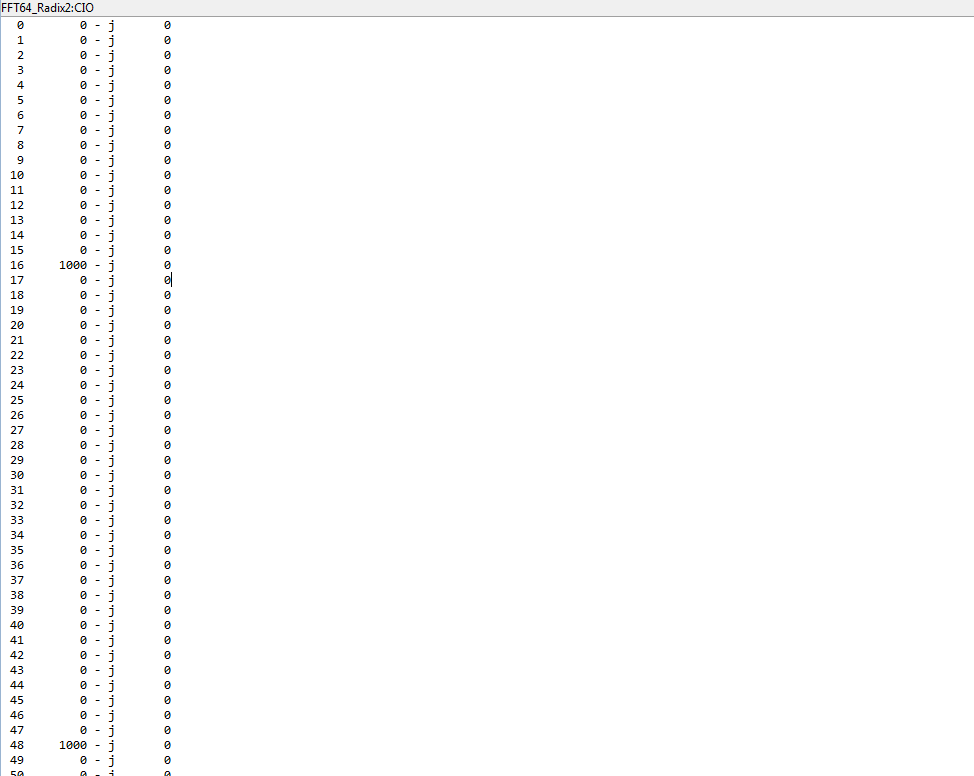 FFT64_Radix2:CIO
0 0 - j 0
1 0 - j 0
2 0 - j 0
3 0 - j 0
4 0 - j 0
5 0 - j 0
6 0 - j 0
7 0 - j 0
8 0 - j 0
9 0 - j 0
10 0 - j 0
11 0 - j 0
12 0 - j 0
13 0 - j 0
14 0 - j 0
15 0 - j 0
16 1000 - j 0
17 0 - j 0
18 0 - j 0
19 0 - j 0
20 0 - j 0
21 0 - j 0
22 0 - j 0
23 0 - j 0
24 0 - j 0
25 0 - j 0
26 0 - j 0
27 0 - j 0
28 0 - j 0
29 0 - j 0
30 0 - j 0
31 0 - j 0
32 0 - j 0
33 0 - j 0
34 0 - j 0
35 0 - j 0
36 0 - j 0
37 0 - j 0
38 0 - j 0
39 0 - j 0
40 0 - j 0
41 0 - j 0
42 0 - j 0
43 0 - j 0
44 0 - j 0
45 0 - j 0
46 0 - j 0
47 0 - j 0
48 1000 - j 0
49 0 - j 0
50 0 - j 0